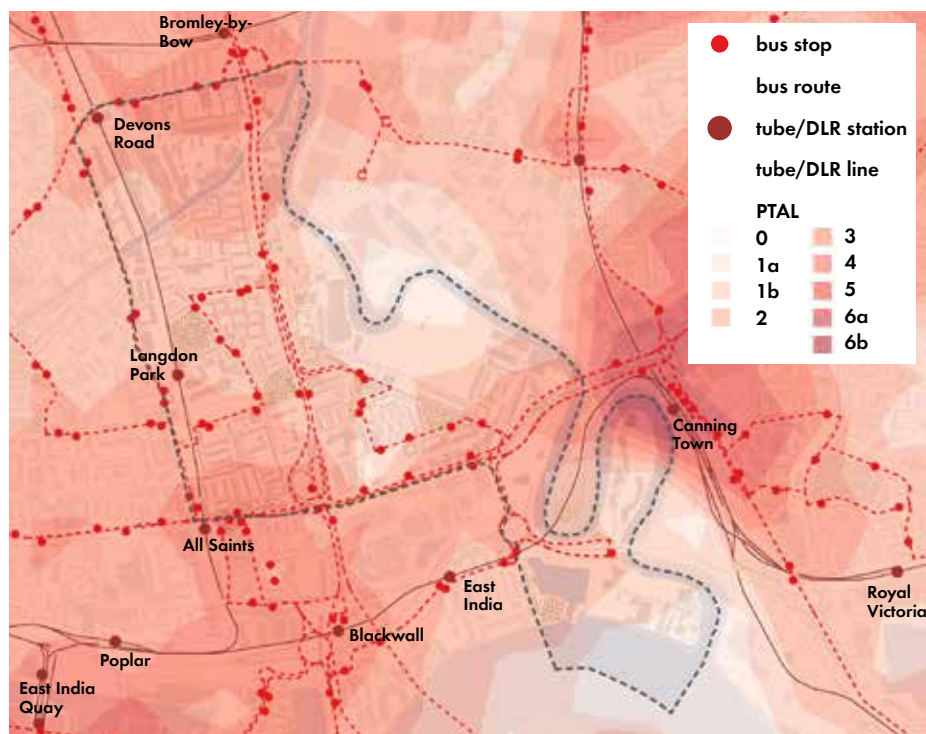 Bromley-by-
Bow
Devons
Road
Langdon
Park
All Saints
East
India
Blackwall
Poplar
East India
Quay
Canning
Town
Royal
Victoria
bus stop
bus route
tube/DLR station
tube/DLR line
PTAL
0
1a
1b
2
3
4
5
6a
6b